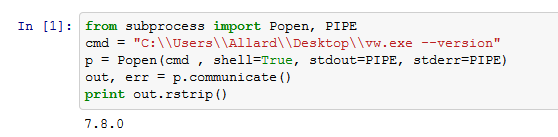 In [1]: from subprocess import Popen, PIPE
cmd = "C:\\Users\\Allard\\Desktop\\vw.exe --version"
p = Popen(cmd , shell=True, stdout=PIPE, stderr=PIPE)
out, err = p.communicate()
print out.rstrip()
7.8.0